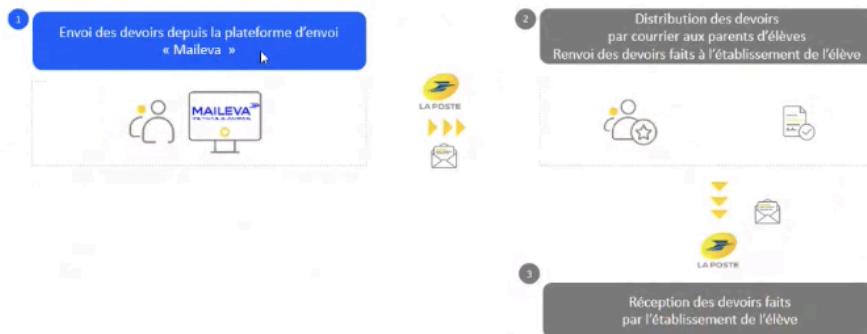 1
Envoi des devoirs depuis la plateforme d'envoi
« Maileva »
MAILEVA
LA POSTE
2
Distribution des devoirs
par courrier aux parents d'élèves
Renvoi des devoirs faits à l'établissement de l'élève
LA POSTE
3
Réception des devoirs faits
par l'établissement de l'élève